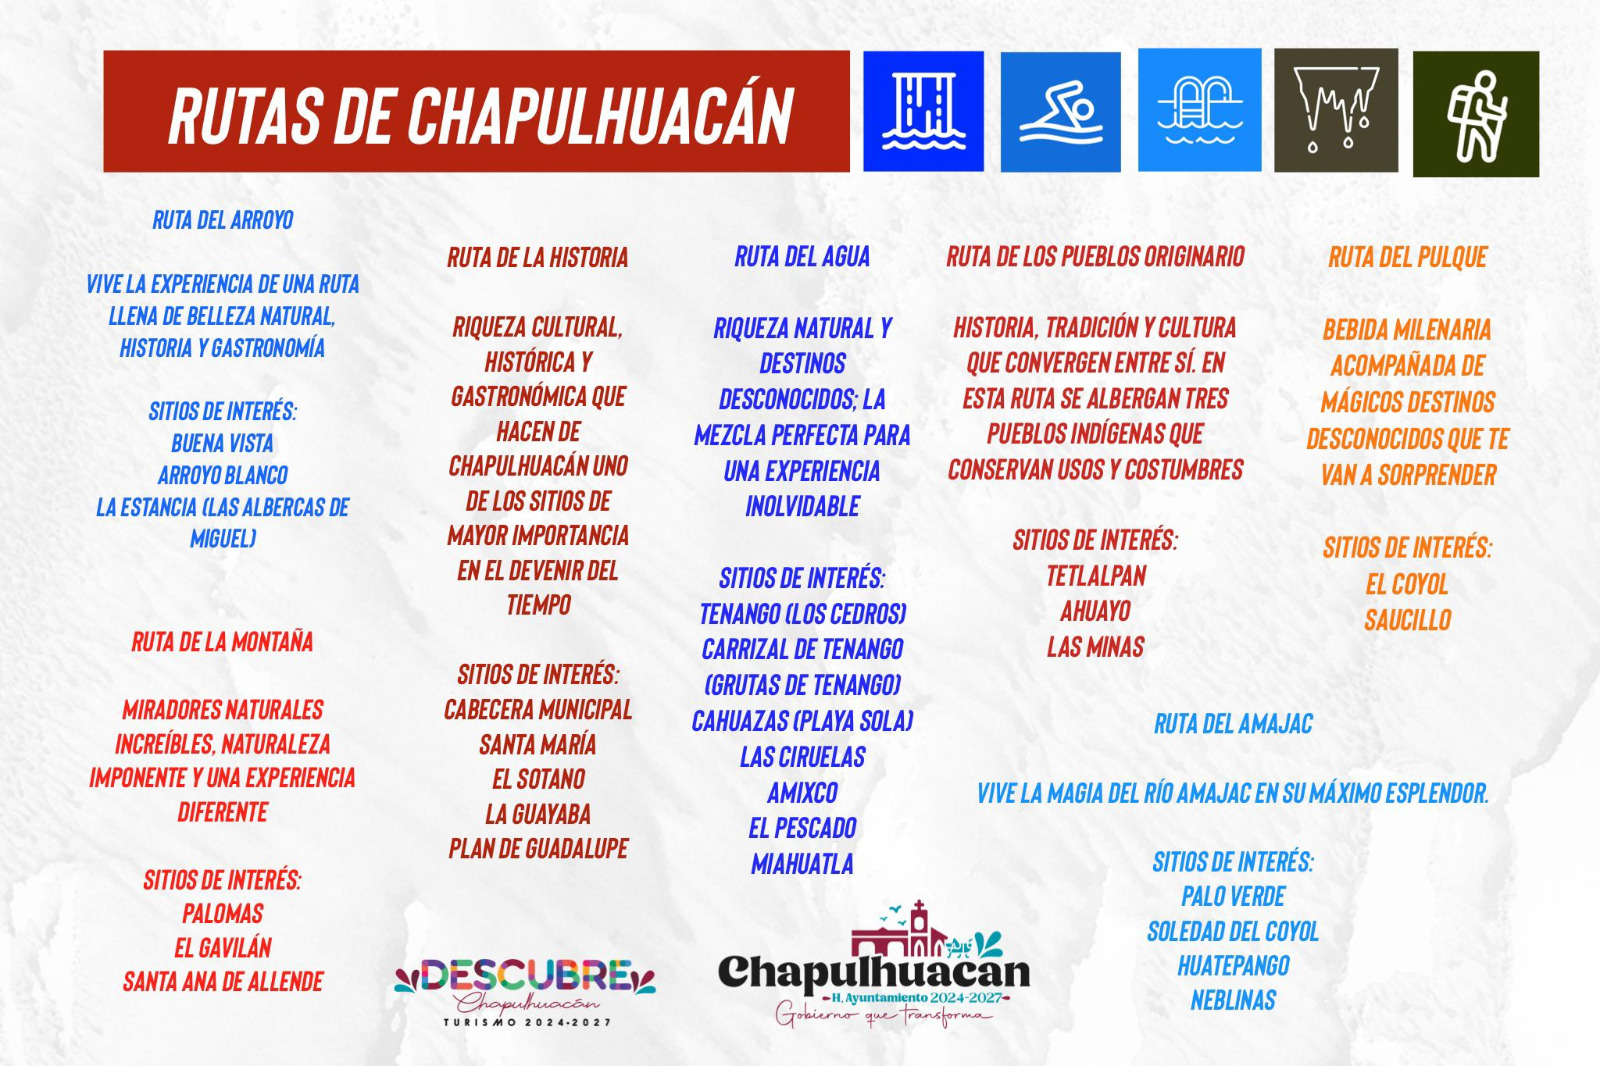 RUTAS DE CHAPULHUACÁN
RUTA DEL ARROYO
VIVE LA EXPERIENCIA DE UNA RUTA
LLENA DE BELLEZA NATURAL,
HISTORIA Y GASTRONOMÍA
SITIOS DE INTERÉS:
BUENA VISTA
ARROYO BLANCO
LA ESTANCIA (LAS ALBERCAS DE
MIGUEL)
RUTA DE LA MONTAÑA
MIRADORES NATURALES
INCREÍBLES, NATURALEZA
IMPONENTE Y UNA EXPERIENCIA
DIFERENTE
SITIOS DE INTERÉS:
PALOMAS
EL GAVILÁN
SANTA ANA DE ALLENDE
RUTA DE LA HISTORIA
RIQUEZA CULTURAL,
HISTÓRICA Y
GASTRONÓMICA QUE
HACEN DE
CHAPULHUACÁN UNO
DE LOS SITIOS DE
MAYOR IMPORTANCIA
EN EL DEVENIR DEL
TIEMPO
SITIOS DE INTERÉS:
CABECERA MUNICIPAL
SANTA MARÍA
EL SOTANO
LA GUAYABA
PLAN DE GUADALUPE
RUTA DEL AGUA
RIQUEZA NATURAL Y
DESTINOS
DESCONOCIDOS; LA
MEZCLA PERFECTA PARA
UNA EXPERIENCIA
INOLVIDABLE
SITIOS DE INTERÉS:
TENANGO (LOS CEDROS)
CARRIZAL DE TENANGO
(GRUTAS DE TENANGO)
CAHUAZAS (PLAYA SOLA)
LAS CIRUELAS
AMIXCO
EL PESCADO
MIAHUATLA
RUTA DE LOS PUEBLOS ORIGINARIO
HISTORIA, TRADICIÓN Y CULTURA
QUE CONVERGEN ENTRE SÍ. EN
ESTA RUTA SE ALBERGAN TRES
PUEBLOS INDÍGENAS QUE
CONSERVAN USOS Y COSTUMBRES
SITIOS DE INTERÉS:
TETLALPAN
AHUAYO
LAS MINAS
RUTA DEL PULQUE
BEBIDA MILENARIA
ACOMPAÑADA DE
MÁGICOS DESTINOS
DESCONOCIDOS QUE TE
VAN A SORPRENDER
SITIOS DE INTERÉS:
EL COYOL
SAUCILLO
RUTA DEL AMAJAC
VIVE LA MAGIA DEL RÍO AMAJAC EN SU MÁXIMO ESPLENDOR.
SITIOS DE INTERÉS:
PALO VERDE
SOLEDAD DEL COYOL
HUATEPANGO
NEBLINAS
DESCUBRE
Chapulhuacán
TURISMO 2024•2027
Chapulhuacan
H. Ayuntamiento 2024-2027
Gobierno que transforma